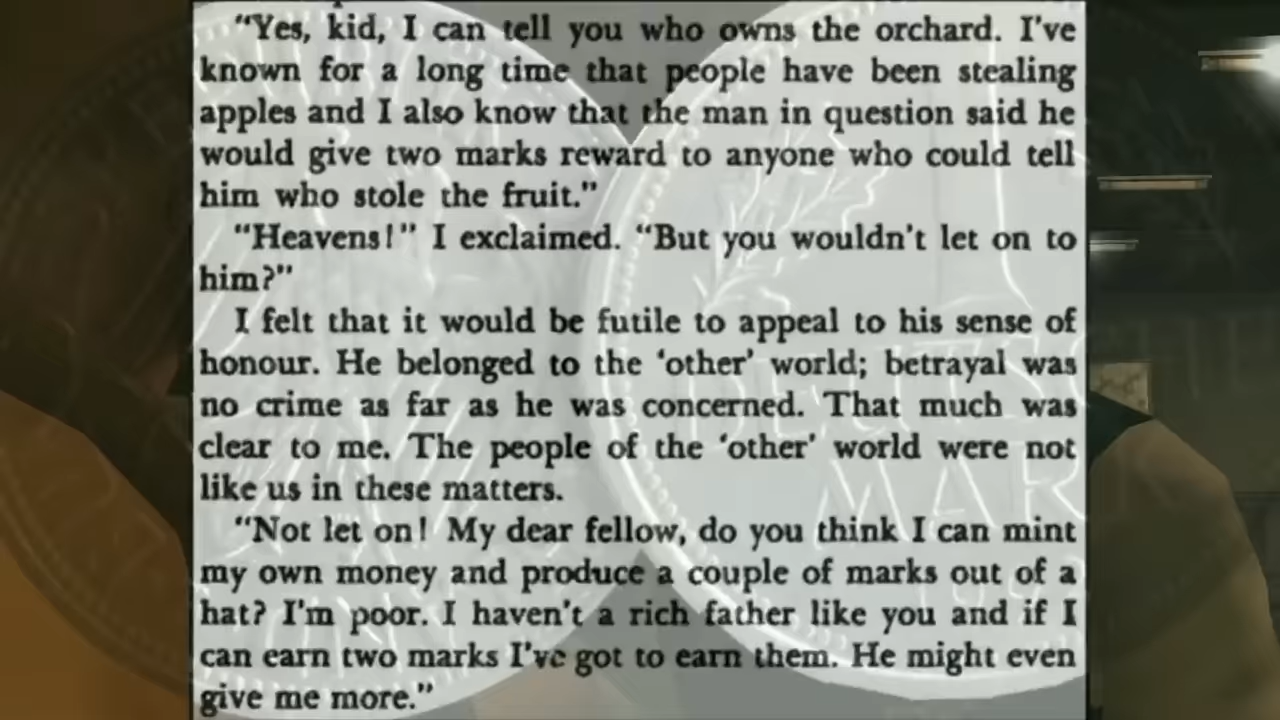 “Yes, kid, I can tell you who owns the orchard. I've
known for a long time that people have been stealing
apples and I also know that the man in question said he
would give two marks reward to anyone who could tell
him who stole the fruit.”
“Heavens!” I exclaimed. “But you wouldn't let on to
him?”
I felt that it would be futile to appeal to his sense of
honour. He belonged to the ‘other’ world; betrayal was
no crime as far as he was concerned. That much was
clear to me. The people of the ‘other’ world were not
like us in these matters.
“Not let on! My dear fellow, do you think I can mint
my own money and produce a couple of marks out of a
hat? I'm poor. I haven't a rich father like you and if I
can earn two marks I've got to earn them. He might even
give me more.”